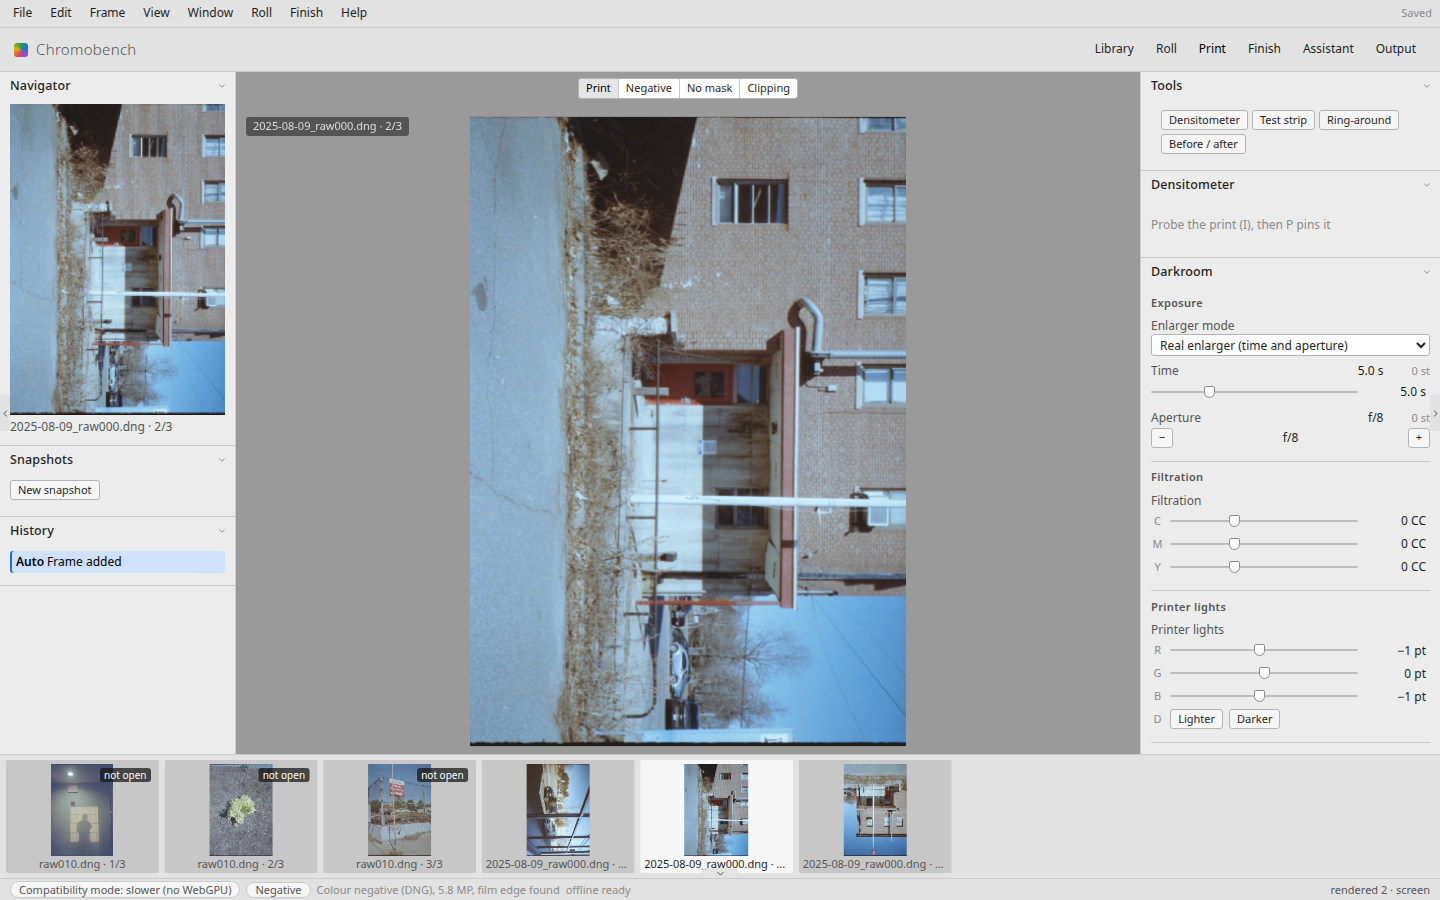 File Edit Frame View Window Roll Finish Help Saved
Chromobench Library Roll Print Finish Assistant Output
Navigator
2025-08-09_raw000.dng · 2/3
Snapshots
New snapshot
History
Auto Frame added
Print Negative No mask Clipping
2025-08-09_raw000.dng · 2/3
Tools
Densitometer Test strip Ring-around
Before / after
Densitometer
Probe the print (I), then P pins it
Darkroom
Exposure
Enlarger mode
Real enlarger (time and aperture)
Time 5.0 s 0 st
5.0 s
Aperture f/8 0 st
− f/8 +
Filtration
Filtration
C 0 CC
M 0 CC
Y 0 CC
Printer lights
Printer lights
R −1 pt
G 0 pt
B −1 pt
D Lighter Darker
not open not open not open
raw010.dng · 1/3 raw010.dng · 2/3 raw010.dng · 3/3 2025-08-09_raw000.dng · ... 2025-08-09_raw000.dng · ... 2025-08-09_raw000.dng · ...
Compatibility mode: slower (no WebGPU) Negative Colour negative (DNG), 5.8 MP, film edge found offline ready rendered 2 · screen